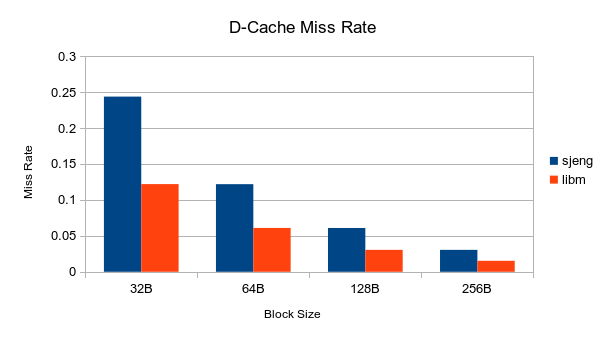 D-Cache Miss Rate
0.3
0.25
0.2
0.15
0.1
0.05
0
Miss Rate
32B 64B 128B 256B
Block Size
sjeng
libm